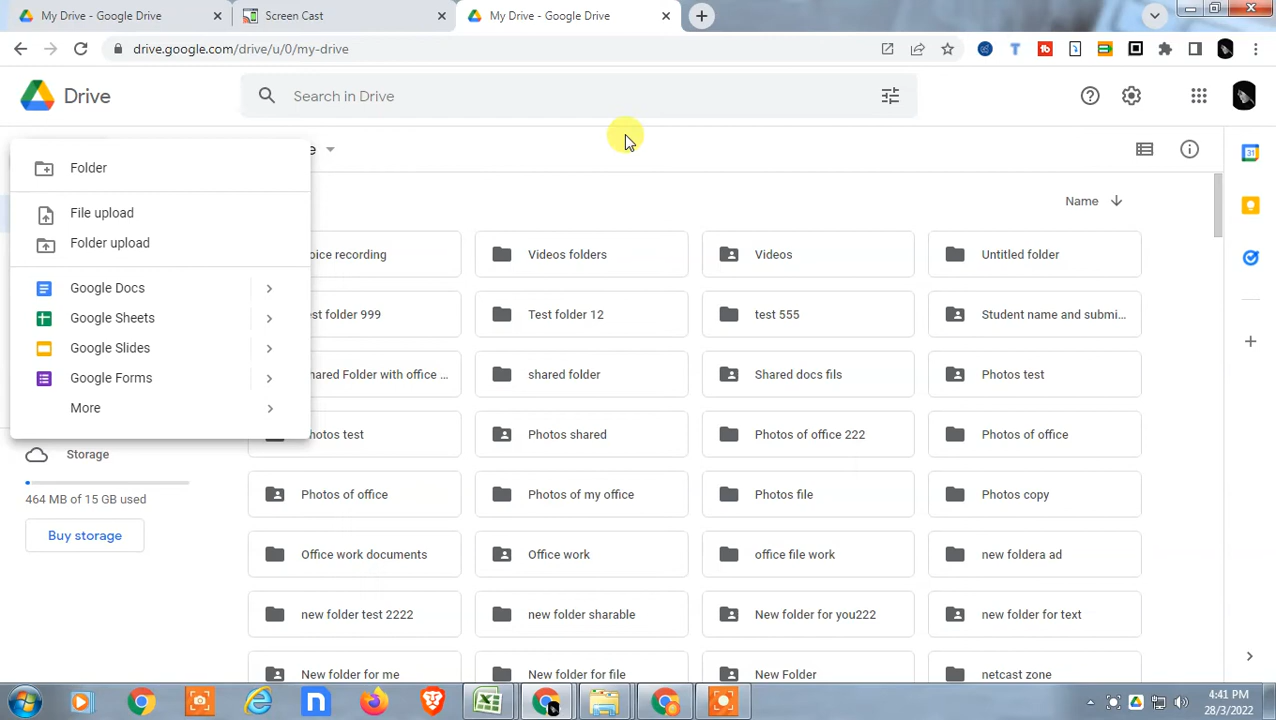 My Drive - Google Drive
Screen Cast
My Drive - Google Drive
drive.google.com/drive/u/0/my-drive
Drive
Search in Drive
Folder
File upload
Folder upload
Google Docs
Google Sheets
Google Slides
Google Forms
More
Storage
464 MB of 15 GB used
Buy storage
Name
oice recording
Videos folders
Videos
Untitled folder
est folder 999
Test folder 12
test 555
Student name and submi...
hared Folder with office ...
shared folder
Shared docs fils
Photos test
hotos test
Photos shared
Photos of office 222
Photos of office
Photos of office
Photos of my office
Photos file
Photos copy
Office work documents
Office work
office file work
new foldera ad
new folder test 2222
new folder sharable
New folder for you222
new folder for text
New folder for me
New folder for file
New Folder
netcast zone
31
4:41 PM
28/3/2022